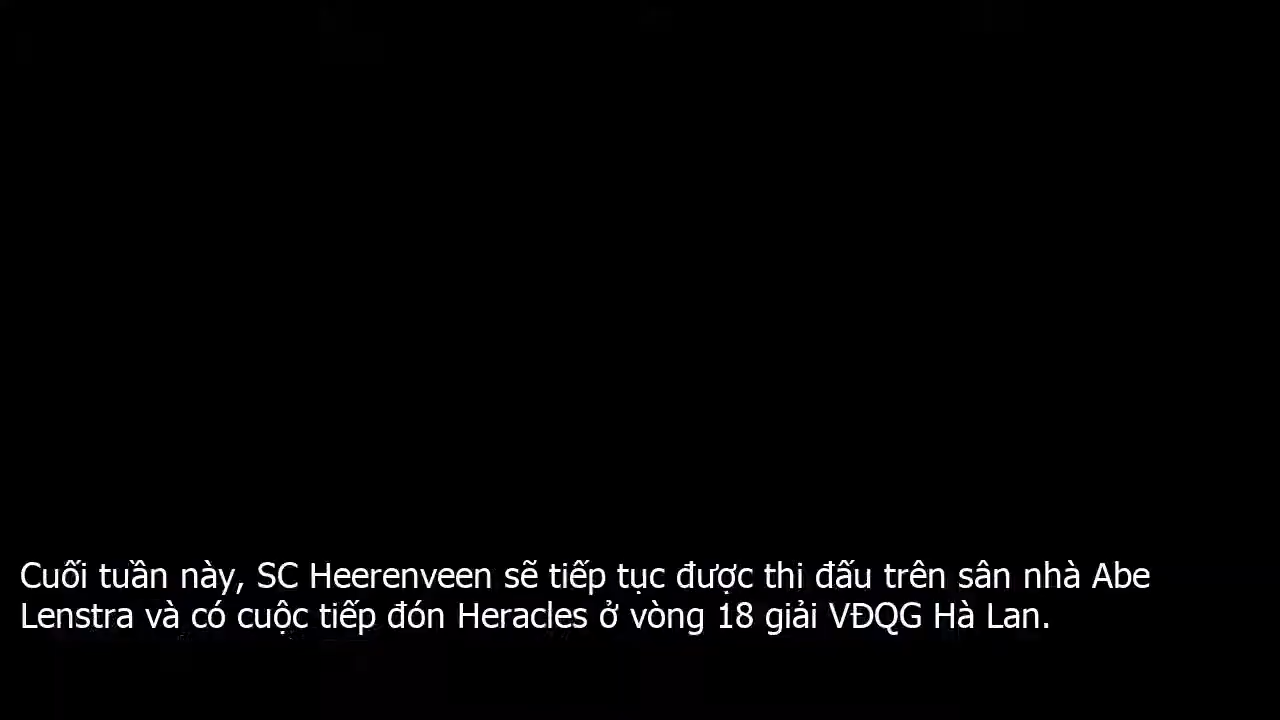 Cuối tuần này, SC Heerenveen sẽ tiếp tục được thi đấu trên sân nhà Abe
Lenstra và có cuộc tiếp đón Heracles ở vòng 18 giải VĐQG Hà Lan.